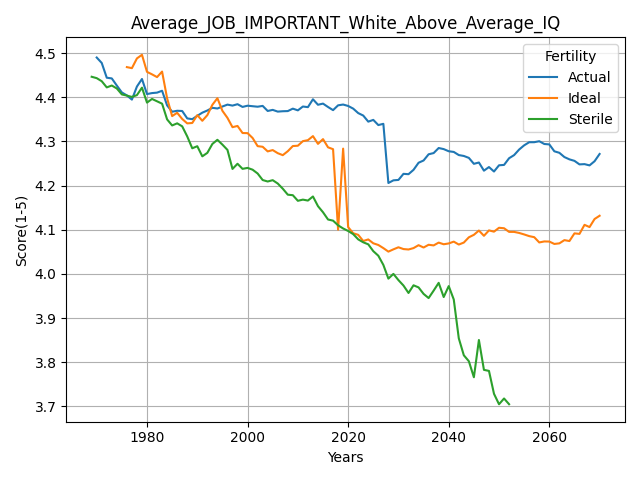 Average_JOB_IMPORTANT_White_Above_Average_IQ
Fertility
Actual
Ideal
Sterile
Score(1-5)
4.5
4.4
4.3
4.2
4.1
4.0
3.9
3.8
3.7
1980
2000
2020
2040
2060
Years